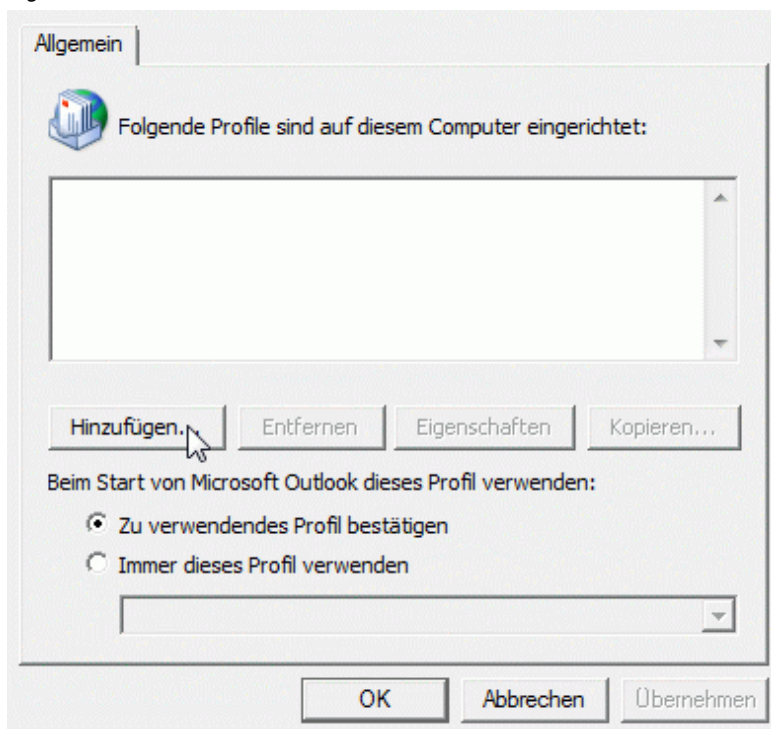 Allgemein
Folgende Profile sind auf diesem Computer eingerichtet:
Hinzufügen... Entfernen Eigenschaften Kopieren...
Beim Start von Microsoft Outlook dieses Profil verwenden:
Zu verwendendes Profil bestätigen
Immer dieses Profil verwenden
OK Abbrechen Übernehmen